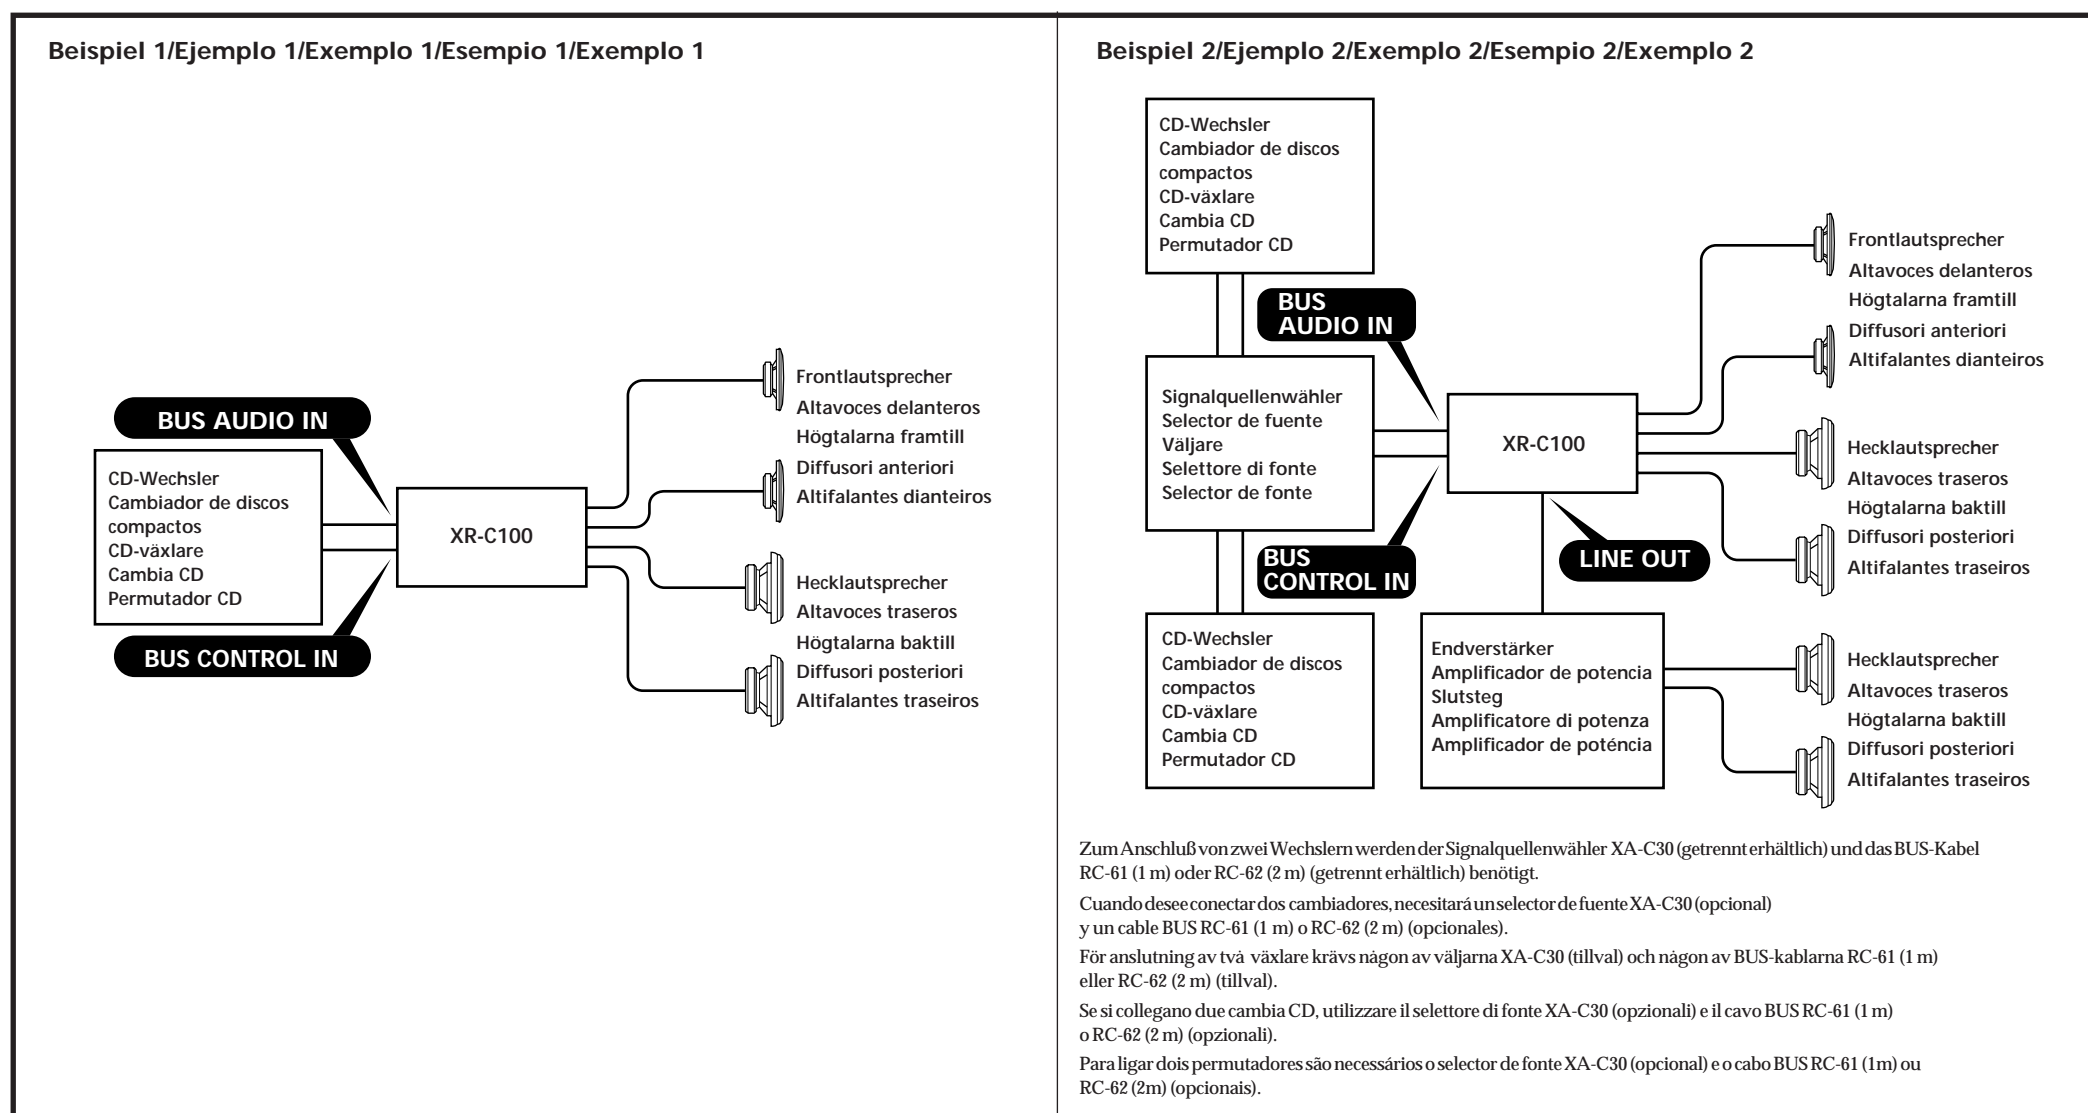 Beispiel 1/Ejemplo 1/Exemplo 1/Esempio 1/Exemplo 1
BUS AUDIO IN
CD-Wechsler
Cambiador de discos
compactos
CD-växlare
Cambia CD
Permutador CD
BUS CONTROL IN
XR-C100
Frontlautsprecher
Altavoces delanteros
Högtalarna framtill
Diffusori anteriori
Altifalantes dianteiros
Hecklautsprecher
Altavoces traseros
Högtalarna baktill
Diffusori posteriori
Altifalantes traseiros
Beispiel 2/Ejemplo 2/Exemplo 2/Esempio 2/Exemplo 2
CD-Wechsler
Cambiador de discos
compactos
CD-växlare
Cambia CD
Permutador CD
BUS
AUDIO IN
Signalquellenwähler
Selector de fuente
Väljare
Selettore di fonte
Selector de fonte
XR-C100
BUS
CONTROL IN
LINE OUT
Frontlautsprecher
Altavoces delanteros
Högtalarna framtill
Diffusori anteriori
Altifalantes dianteiros
Hecklautsprecher
Altavoces traseros
Högtalarna baktill
Diffusori posteriori
Altifalantes traseiros
CD-Wechsler
Cambiador de discos
compactos
CD-växlare
Cambia CD
Permutador CD
Endverstärker
Amplificador de potencia
Slutsteg
Amplificatore di potenza
Amplificador de poténcia
Hecklautsprecher
Altavoces traseros
Högtalarna baktill
Diffusori posteriori
Altifalantes traseiros
Zum Anschluß von zwei Wechslern werden der Signalquellenwähler XA-C30 (getrennt erhältlich) und das BUS-Kabel
RC-61 (1 m) oder RC-62 (2 m) (getrennt erhältlich) benötigt.
Cuando desee conectar dos cambiadores, necesitará un selector de fuente XA-C30 (opcional)
y un cable BUS RC-61 (1 m) o RC-62 (2 m) (opcionales).
För anslutning av två växlare krävs någon av väljarna XA-C30 (tillval) och någon av BUS-kablarna RC-61 (1 m)
eller RC-62 (2 m) (tillval).
Se si collegano due cambia CD, utilizzare il selettore di fonte XA-C30 (opzionali) e il cavo BUS RC-61 (1 m)
o RC-62 (2 m) (opzionali).
Para ligar dois permutadores são necessários o selector de fonte XA-C30 (opcional) e o cabo BUS RC-61 (1m) ou
RC-62 (2m) (opcionais).